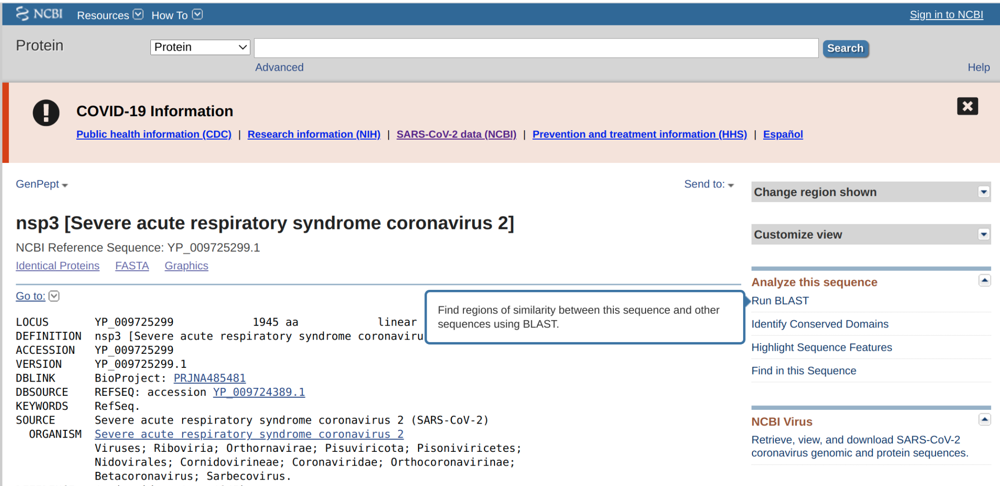 NCBI Resources How To Sign in to NCBI
Protein Protein Search
Advanced Help
COVID-19 Information
Public health information (CDC) | Research information (NIH) | SARS-CoV-2 data (NCBI) | Prevention and treatment information (HHS) | Español
GenPept Send to:
Change region shown
Customize view
nsp3 [Severe acute respiratory syndrome coronavirus 2]
NCBI Reference Sequence: YP_009725299.1
Identical Proteins FASTA Graphics
Go to:
LOCUS YP_009725299 1945 aa linear
DEFINITION nsp3 [Severe acute respiratory syndrome coronaviru
ACCESSION YP_009725299
VERSION YP_009725299.1
DBLINK BioProject: PRJNA485481
DBSOURCE REFSEQ: accession YP_009724389.1
KEYWORDS RefSeq.
SOURCE Severe acute respiratory syndrome coronavirus 2 (SARS-CoV-2)
ORGANISM Severe acute respiratory syndrome coronavirus 2
Viruses; Riboviria; Orthornavirae; Pisuviricota; Pisoniviricetes;
Nidovirales; Cornidovirineae; Coronaviridae; Orthocoronavirinae;
Betacoronavirus; Sarbecovirus.
Find regions of similarity between this sequence and other
sequences using BLAST.
Analyze this sequence
Run BLAST
Identify Conserved Domains
Highlight Sequence Features
Find in this Sequence
NCBI Virus
Retrieve, view, and download SARS-CoV-2
coronavirus genomic and protein sequences.